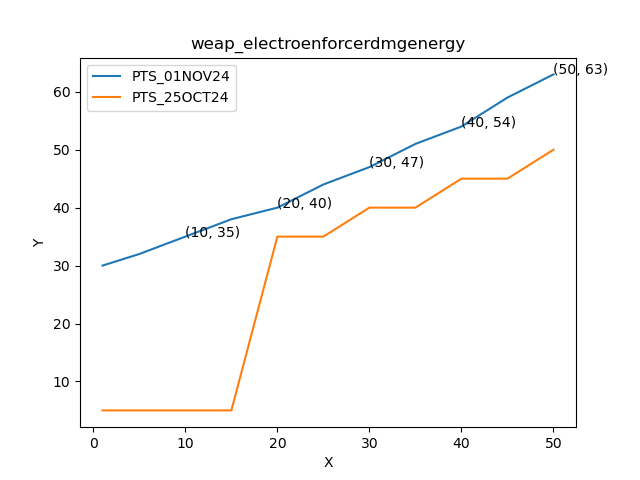 weap_electroenforcerdmgenergy
PTS_01NOV24
PTS_25OCT24
(50, 63)
(40, 54)
(30, 47)
(20, 40)
(10, 35)
Y
60
50
40
30
20
10
0 10 20 30 40 50
X